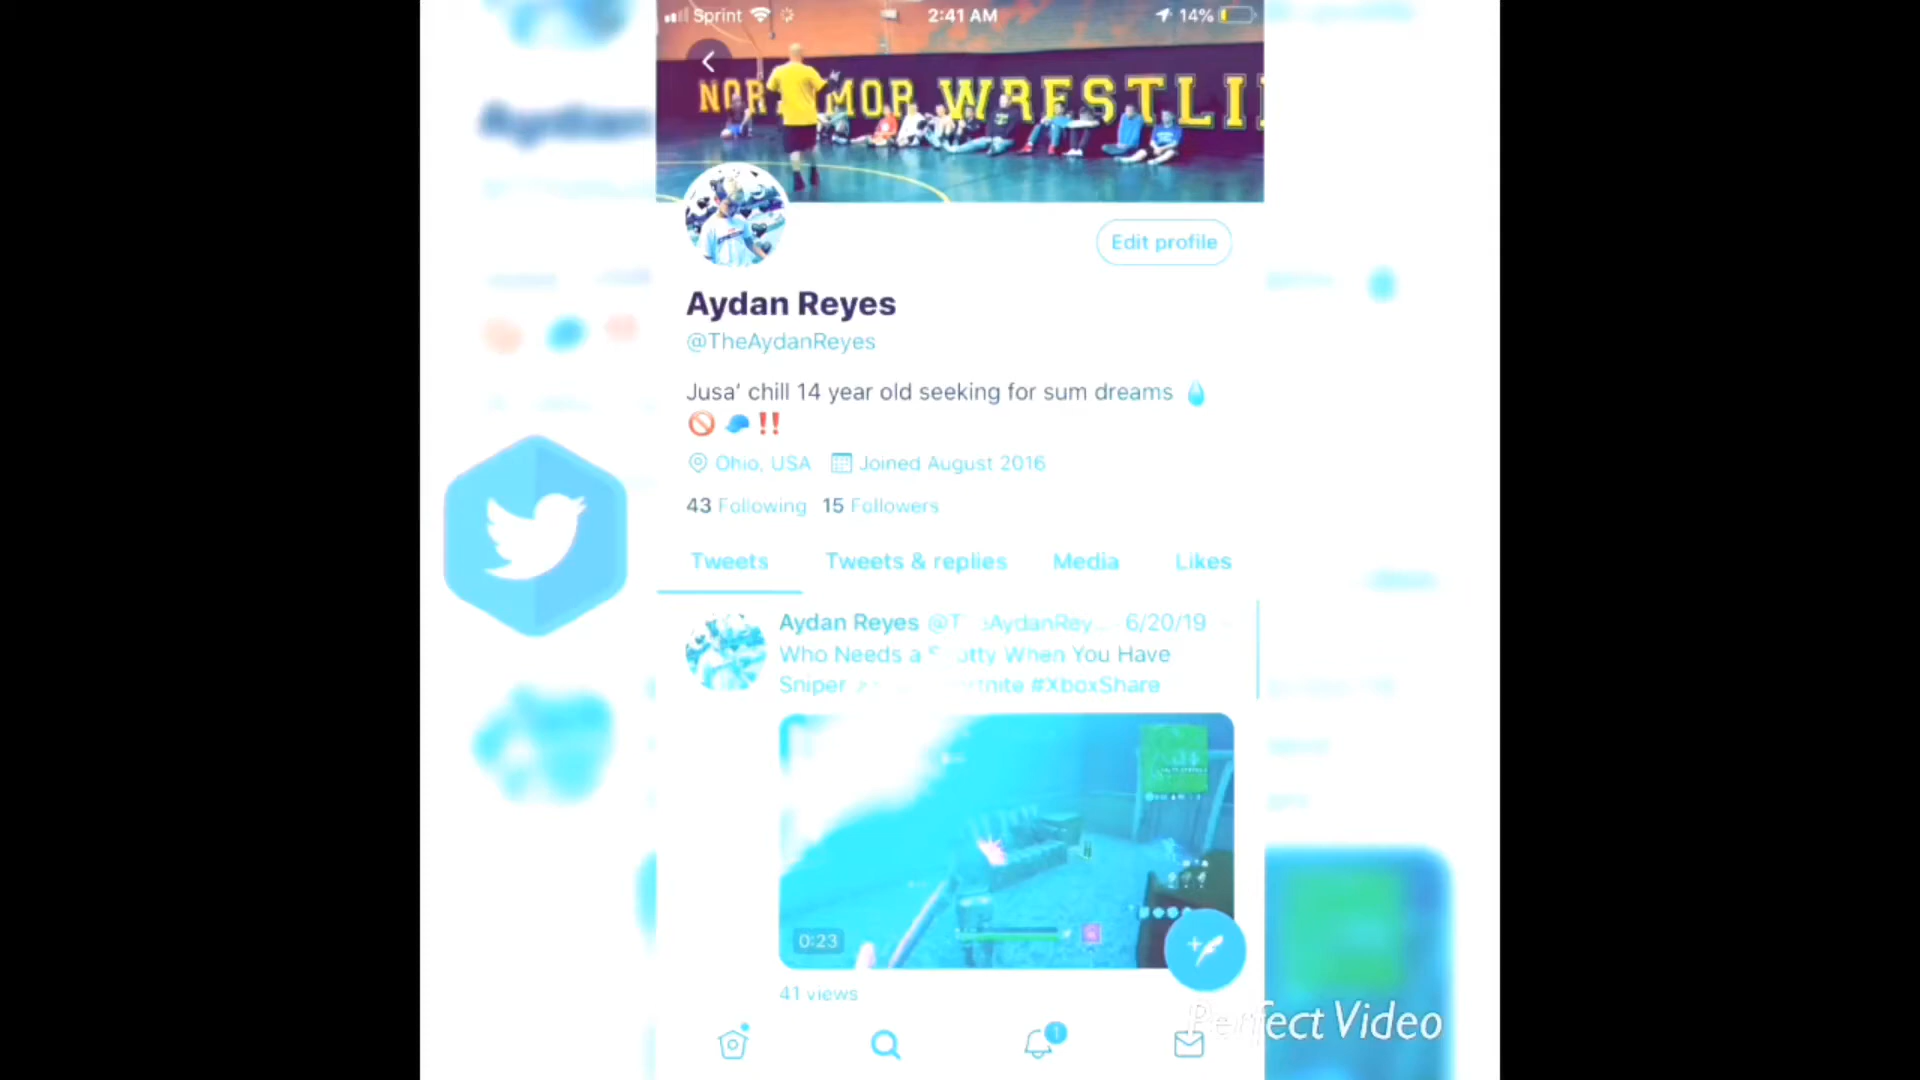 Sprint 2:41 AM 14%
WRESTLI
Edit profile
Aydan Reyes
@TheAydanReyes
Jusa' chill 14 year old seeking for sum dreams 💧
🚫 🧢 ‼️
Ohio, USA Joined August 2016
43 Following 15 Followers
Tweets Tweets & replies Media Likes
Aydan Reyes 6/20/19
Who Needs a When You Have
Sniper #XboxShare
0:23
41 views
1
Perfect Video
Aydan